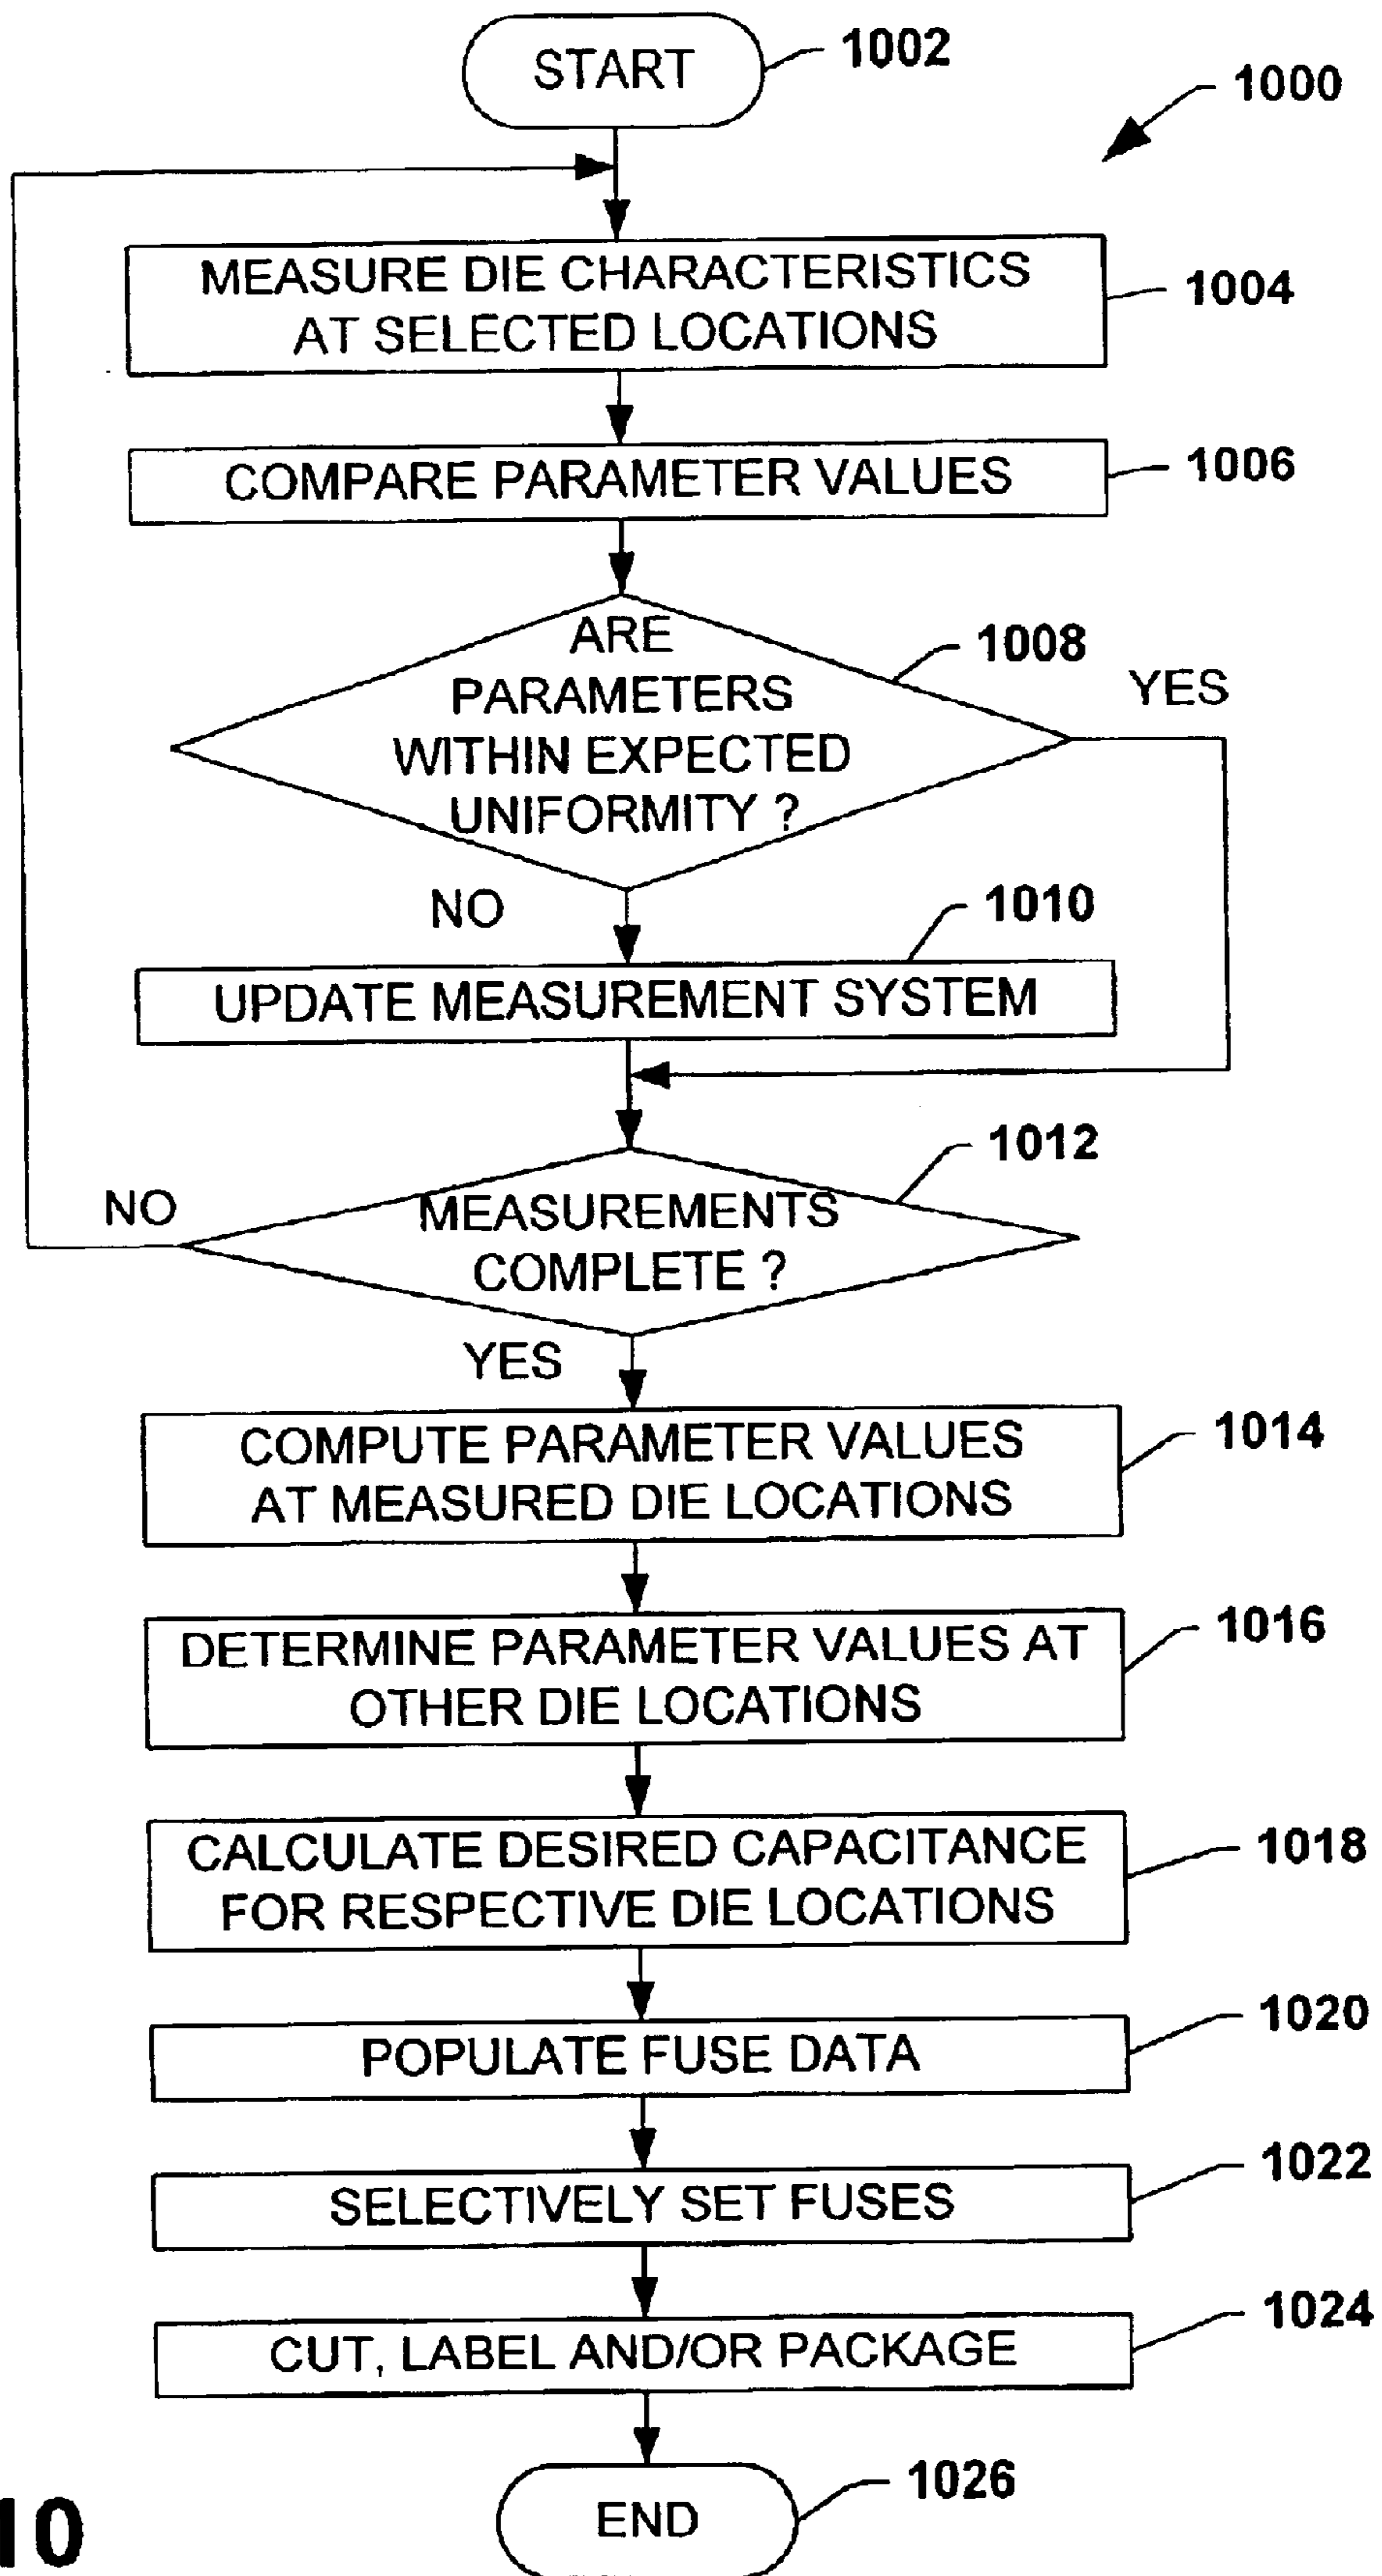 START
1002
1000
MEASURE DIE CHARACTERISTICS
AT SELECTED LOCATIONS
1004
COMPARE PARAMETER VALUES
1006
ARE
PARAMETERS
WITHIN EXPECTED
UNIFORMITY ?
1008
YES
NO
1010
UPDATE MEASUREMENT SYSTEM
1012
NO
MEASUREMENTS
COMPLETE ?
YES
COMPUTE PARAMETER VALUES
AT MEASURED DIE LOCATIONS
1014
DETERMINE PARAMETER VALUES AT
OTHER DIE LOCATIONS
1016
CALCULATE DESIRED CAPACITANCE
FOR RESPECTIVE DIE LOCATIONS
1018
POPULATE FUSE DATA
1020
SELECTIVELY SET FUSES
1022
CUT, LABEL AND/OR PACKAGE
1024
END
1026
10